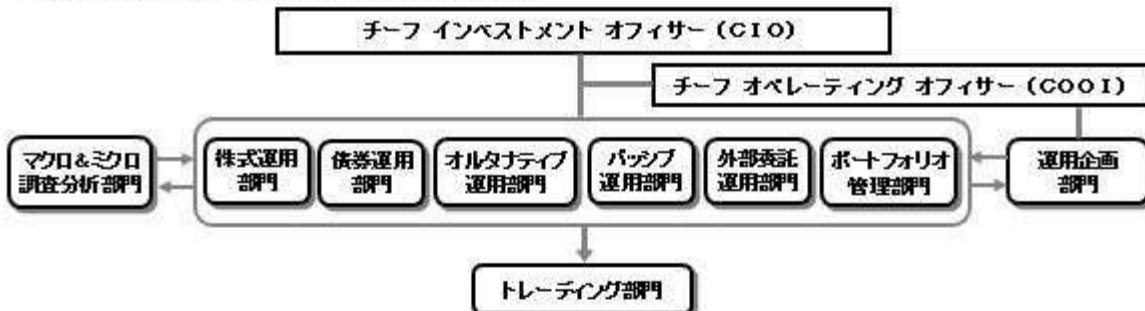 チーフ インベストメント オフィサー (CIO)
チーフ オペレーティング オフィサー (COOI)
マクロ&ミクロ
調査分析部門
株式運用
部門
債券運用
部門
オルタナティブ
運用部門
パッシブ
運用部門
外部委託
運用部門
ポートフォリオ
管理部門
運用企画
部門
トレーディング部門